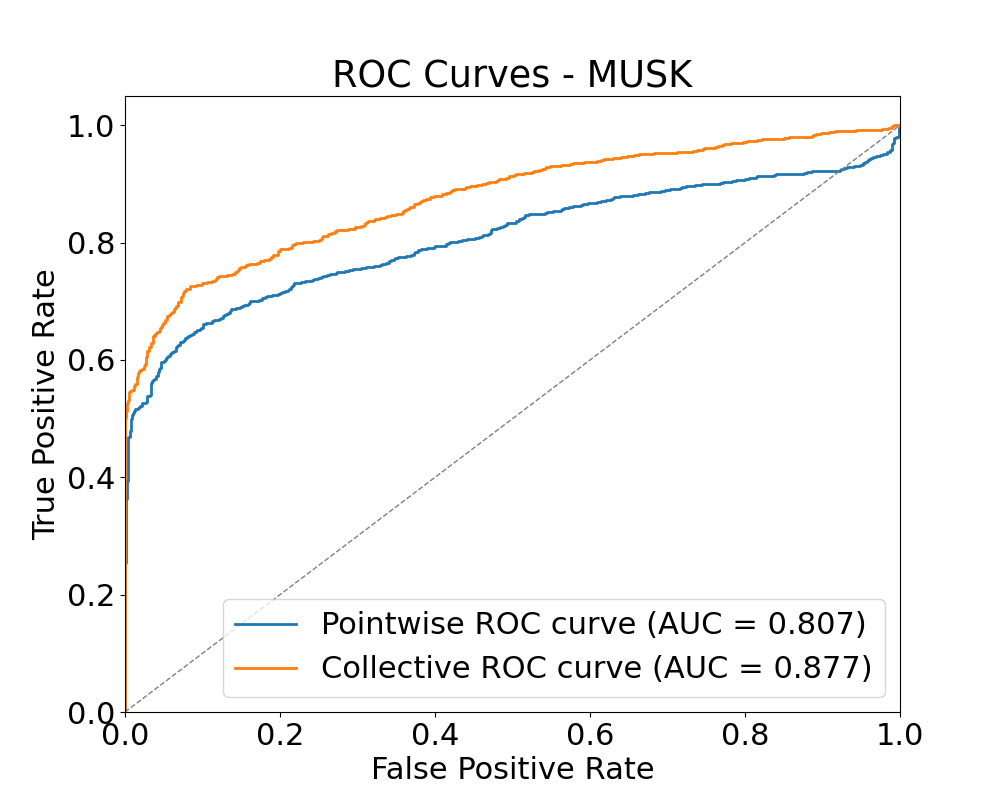 ROC Curves - MUSK
True Positive Rate
1.0
0.8
0.6
0.4
0.2
0.0
Pointwise ROC curve (AUC = 0.807)
Collective ROC curve (AUC = 0.877)
0.0 0.2 0.4 0.6 0.8 1.0
False Positive Rate